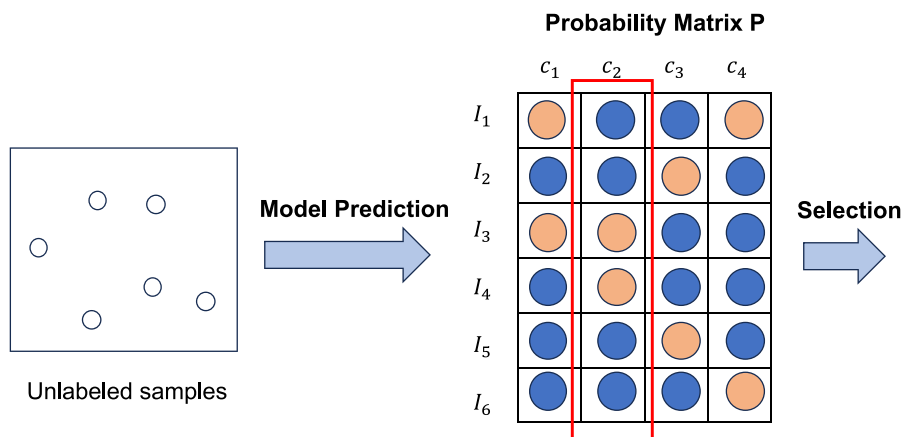 Probability Matrix P
c₁ c₂ c₃ c₄
I₁
I₂
Model Prediction
Selection
I₃
I₄
I₅
Unlabeled samples
I₆